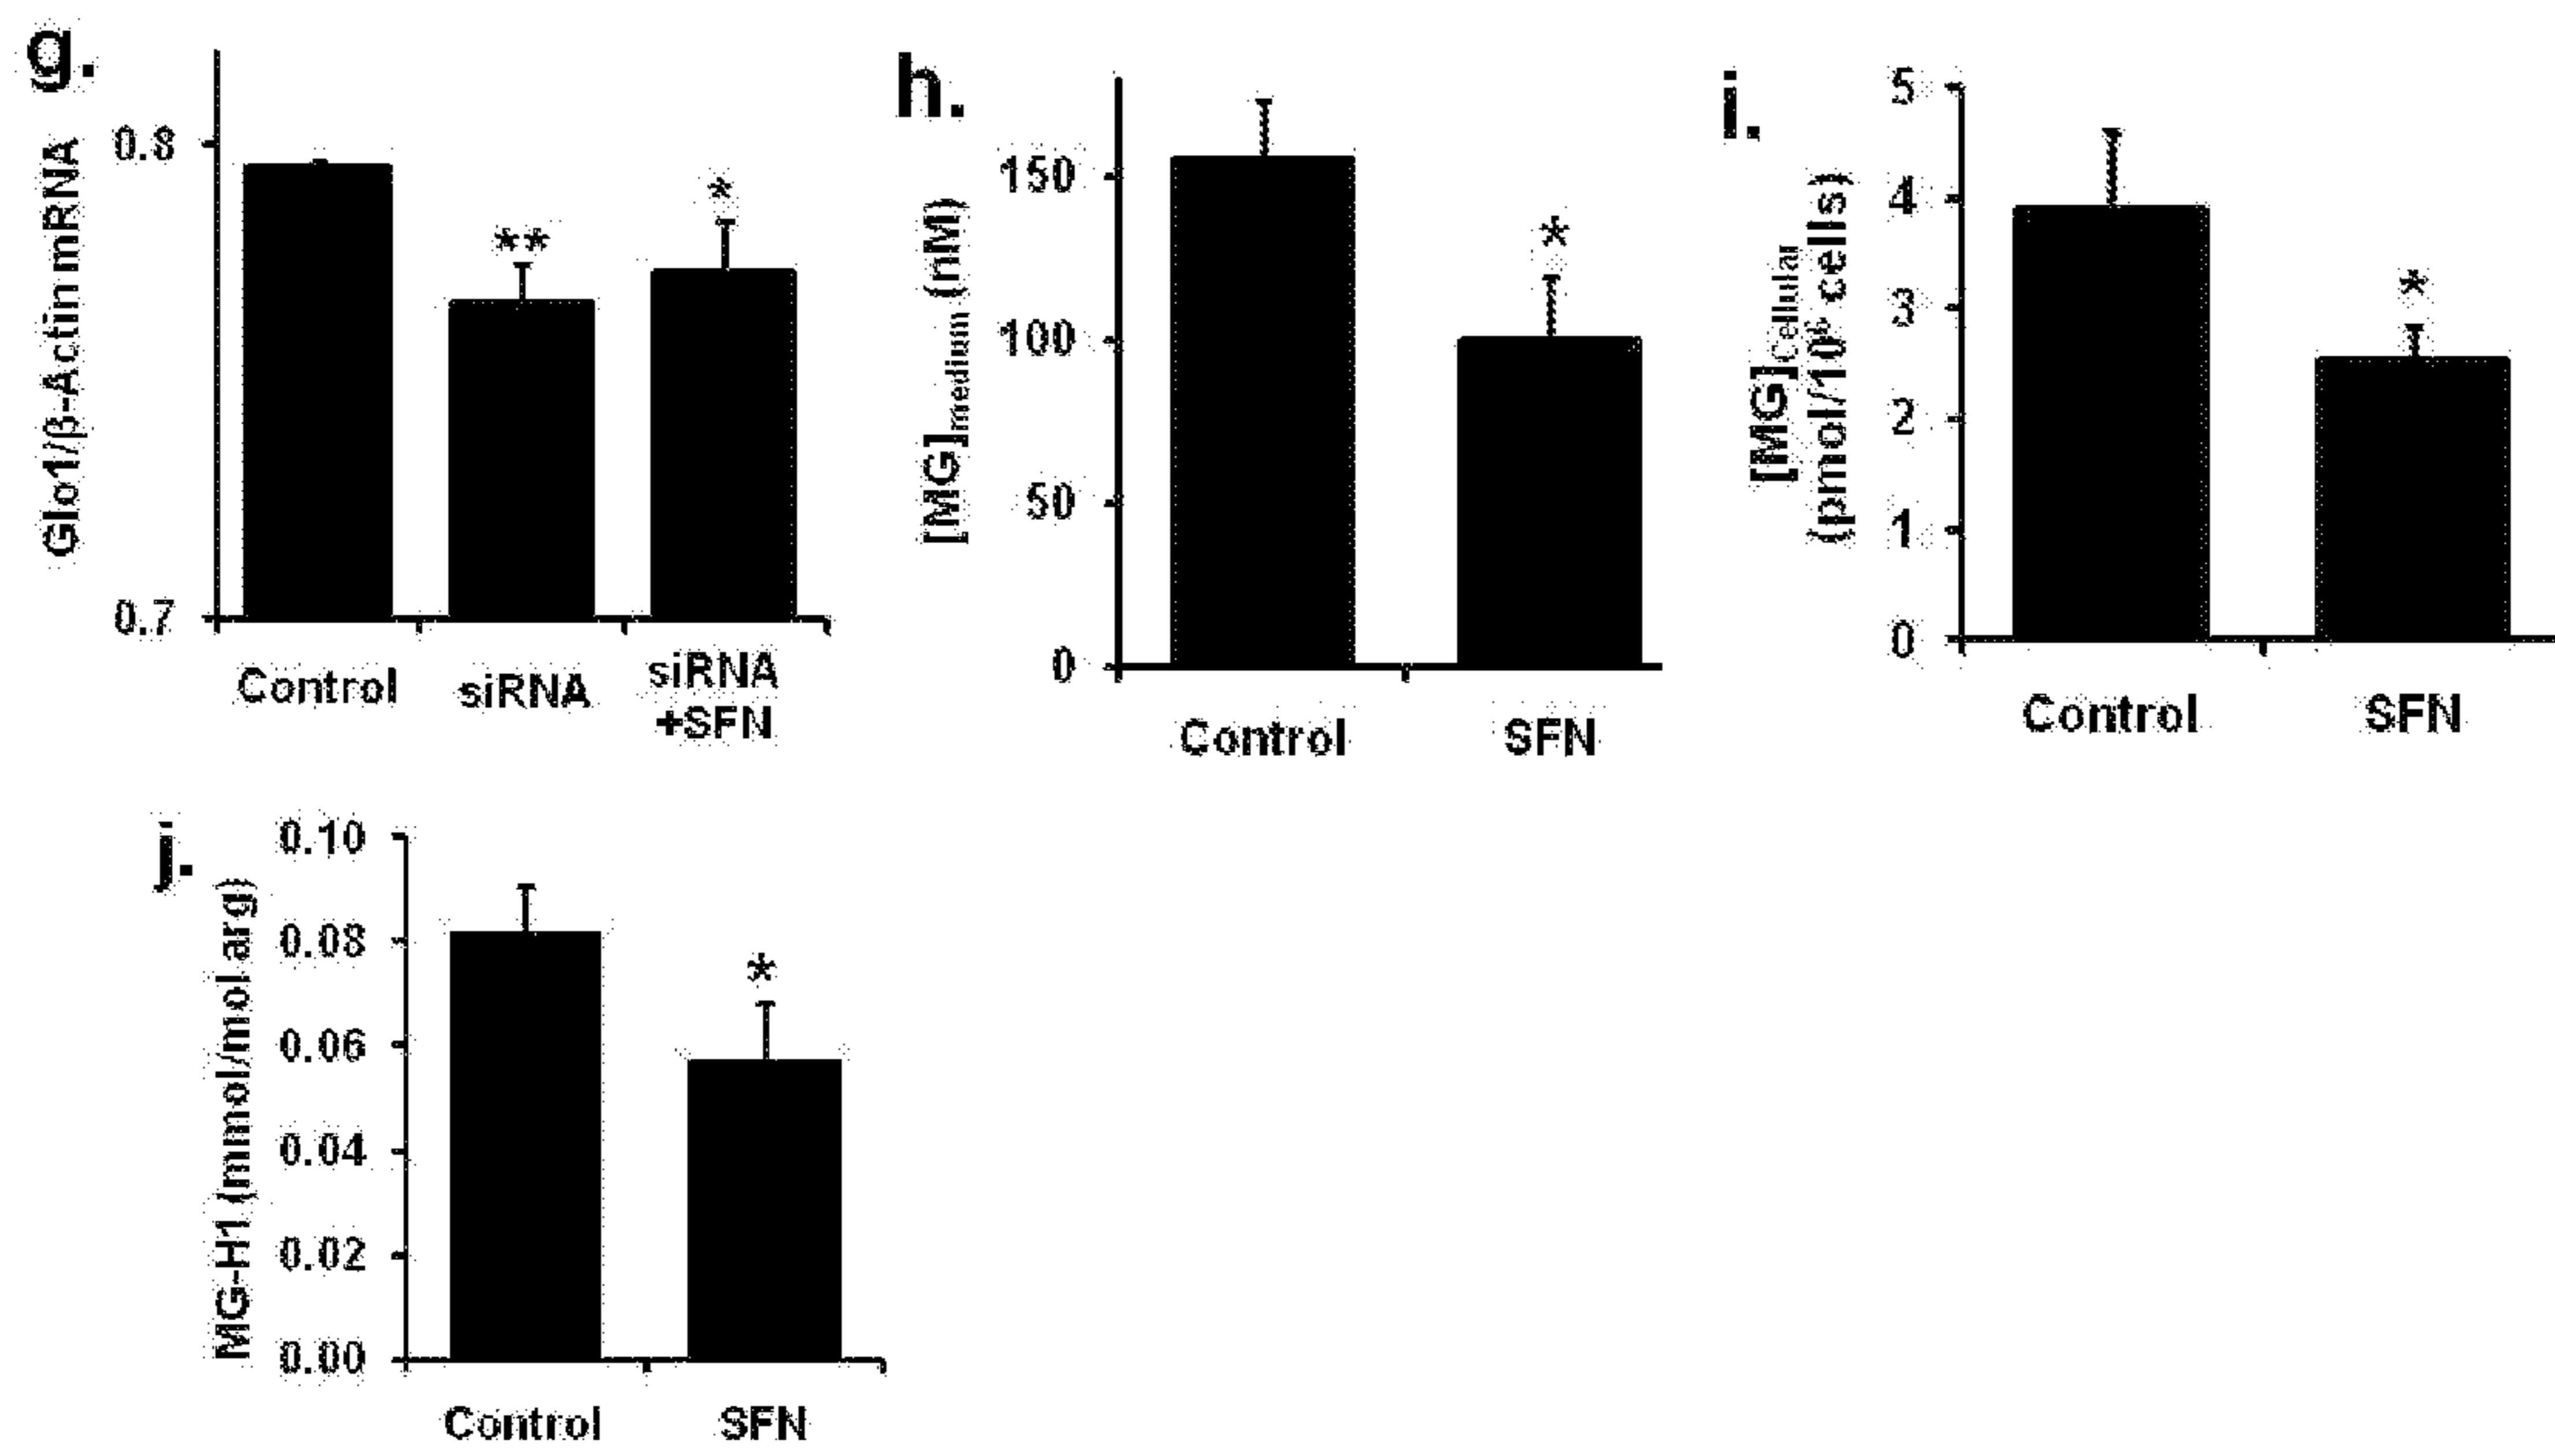 g.
Glo1/β-Actin mRNA
0.8
0.7
**
*
Control
siRNA
siRNA
+SFN
h.
[MG]medium (nM)
150
100
50
0
*
Control
SFN
i.
[MG]Cellular
(pmol/10⁶ cells)
5
4
3
2
1
0
*
Control
SFN
j.
MG-H1 (mmol/mol arg)
0.10
0.08
0.06
0.04
0.02
0.00
*
Control
SFN